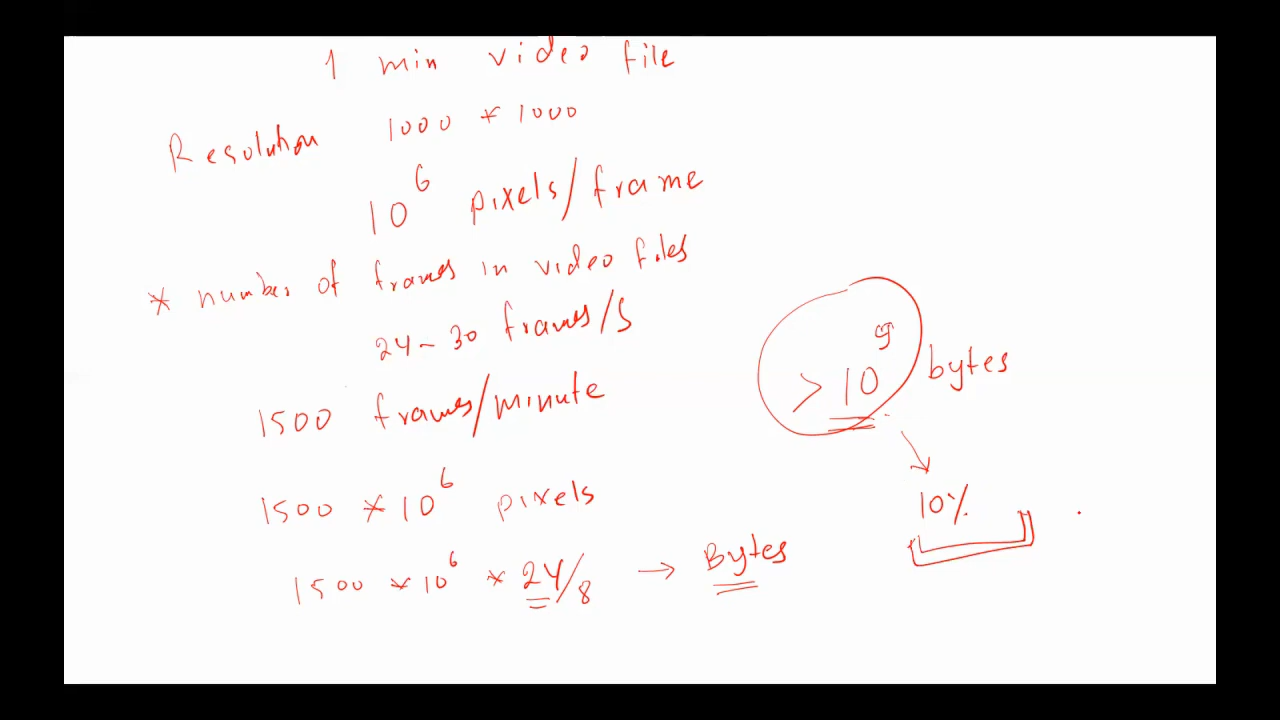 1 min video file
Resolution 1000 * 1000
10^6 pixels/frame
* number of frames in video files
24 - 30 frames/s
1500 frames/minute
1500 * 10^6 pixels
1500 * 10^6 * 24/8 → Bytes
> 10^9 bytes
10%